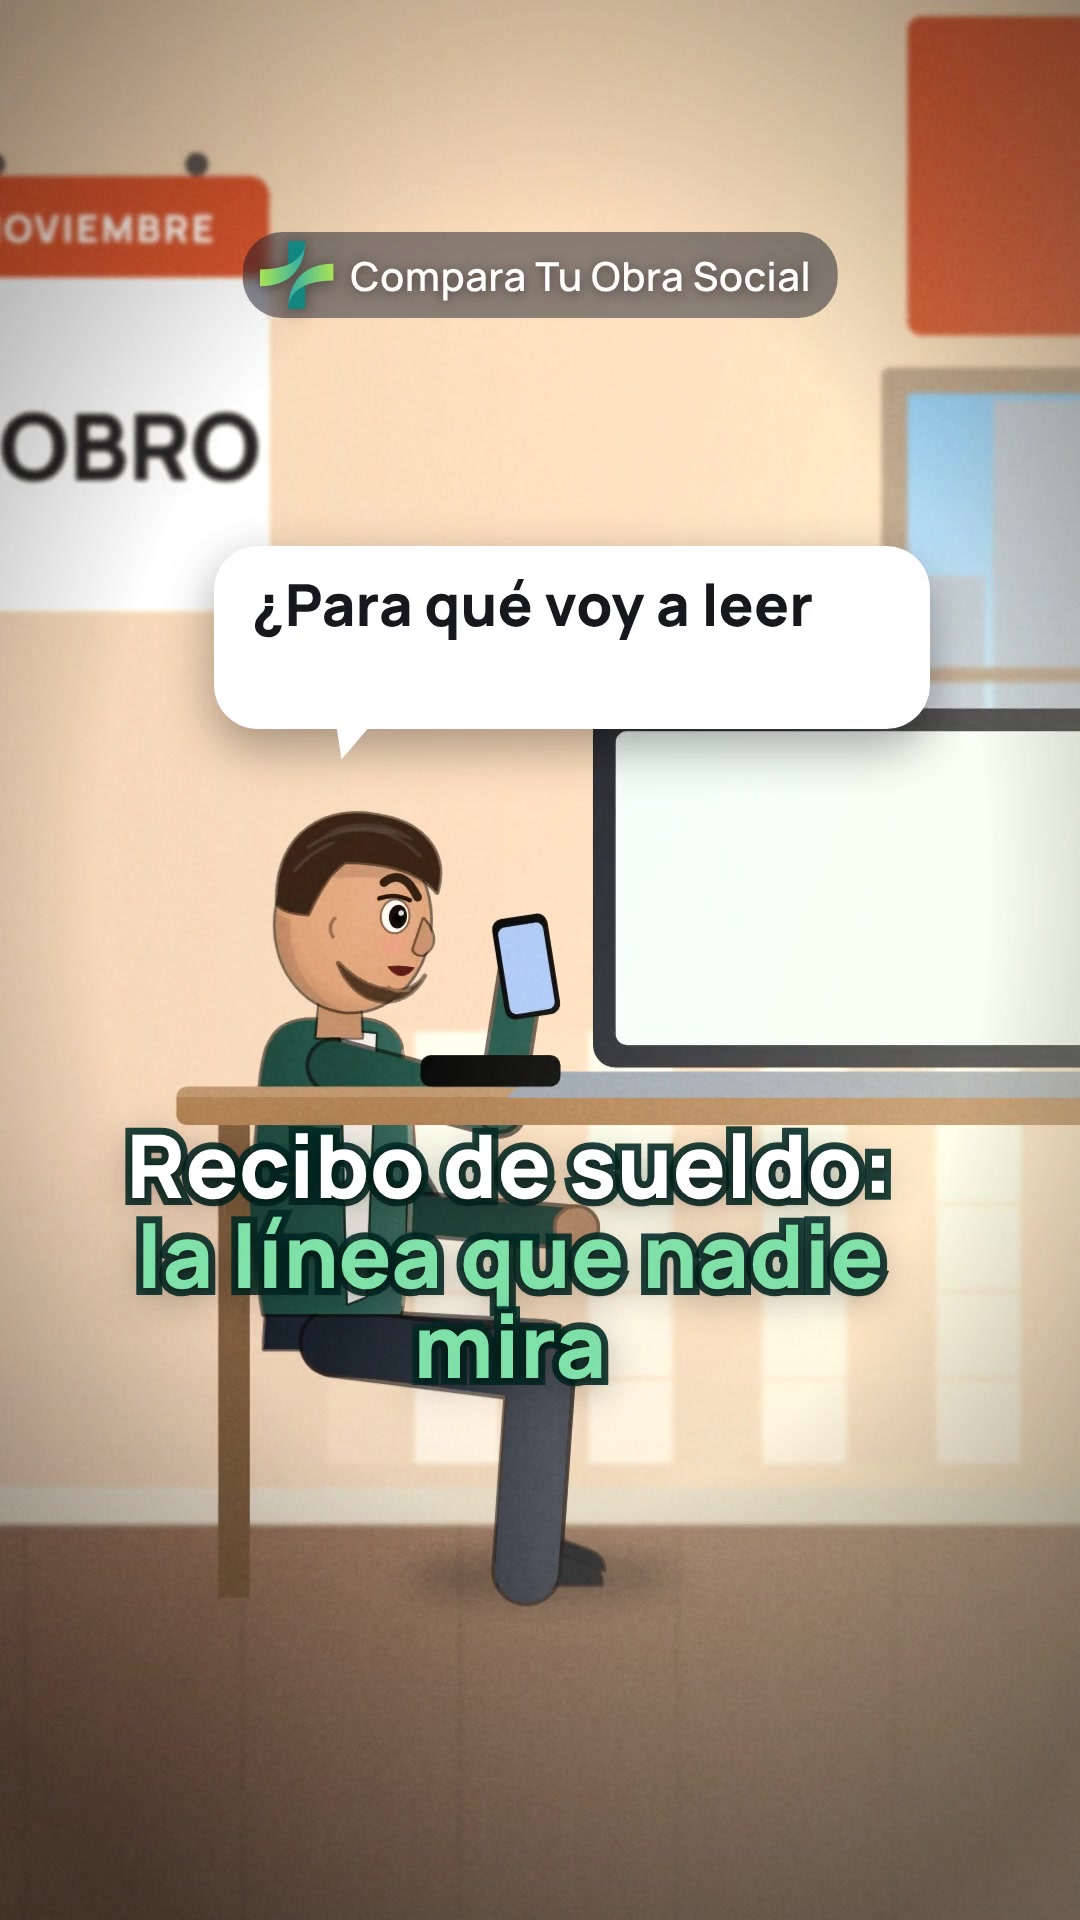 OVIEMBRE
Compara Tu Obra Social
OBRO
¿Para qué voy a leer
Recibo de sueldo:
la línea que nadie
mira